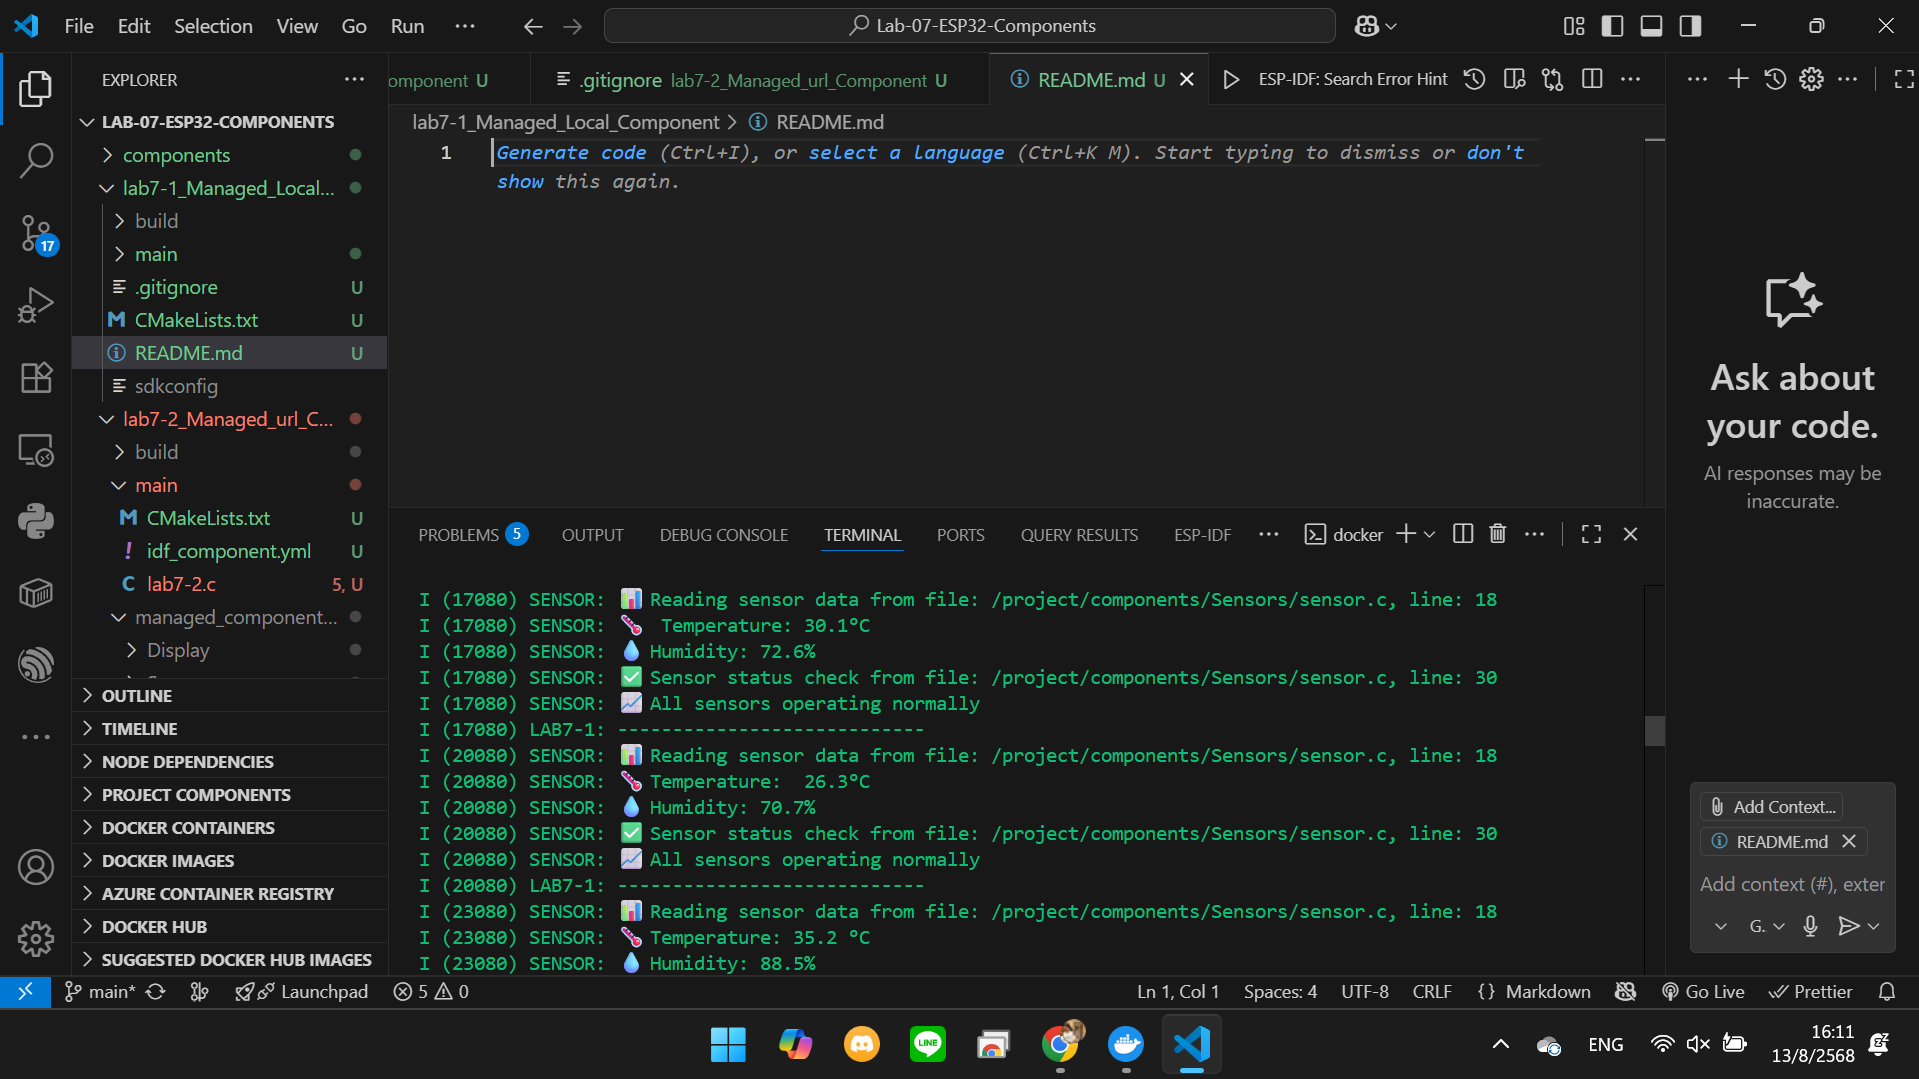 File Edit Selection View Go Run ···
Lab-07-ESP32-Components
EXPLORER
LAB-07-ESP32-COMPONENTS
components
lab7-1_Managed_Local...
build
main
.gitignore U
CMakeLists.txt U
README.md U
sdkconfig
lab7-2_Managed_url_C...
build
main
CMakeLists.txt U
idf_component.yml U
lab7-2.c 5, U
managed_component...
Display
OUTLINE
TIMELINE
NODE DEPENDENCIES
PROJECT COMPONENTS
DOCKER CONTAINERS
DOCKER IMAGES
AZURE CONTAINER REGISTRY
DOCKER HUB
SUGGESTED DOCKER HUB IMAGES
17
omponent U
.gitignore lab7-2_Managed_url_Component U
README.md U
ESP-IDF: Search Error Hint
lab7-1_Managed_Local_Component > README.md
1
Generate code (Ctrl+I), or select a language (Ctrl+K M). Start typing to dismiss or don't
show this again.
PROBLEMS 5 OUTPUT DEBUG CONSOLE TERMINAL PORTS QUERY RESULTS ESP-IDF ··· docker
I (17080) SENSOR: 📊 Reading sensor data from file: /project/components/Sensors/sensor.c, line: 18
I (17080) SENSOR: 🌡️ Temperature: 30.1°C
I (17080) SENSOR: 💧 Humidity: 72.6%
I (17080) SENSOR: ✅ Sensor status check from file: /project/components/Sensors/sensor.c, line: 30
I (17080) SENSOR: 📈 All sensors operating normally
I (17080) LAB7-1: ----------------------------
I (20080) SENSOR: 📊 Reading sensor data from file: /project/components/Sensors/sensor.c, line: 18
I (20080) SENSOR: 🌡️ Temperature: 26.3°C
I (20080) SENSOR: 💧 Humidity: 70.7%
I (20080) SENSOR: ✅ Sensor status check from file: /project/components/Sensors/sensor.c, line: 30
I (20080) SENSOR: 📈 All sensors operating normally
I (20080) LAB7-1: ----------------------------
I (23080) SENSOR: 📊 Reading sensor data from file: /project/components/Sensors/sensor.c, line: 18
I (23080) SENSOR: 🌡️ Temperature: 35.2 °C
I (23080) SENSOR: 💧 Humidity: 88.5%
Ask about
your code.
AI responses may be
inaccurate.
Add Context...
README.md
Add context (#), exter
G.
main* Launchpad 5 0
Ln 1, Col 1 Spaces: 4 UTF-8 CRLF {} Markdown Go Live Prettier
LINE
ENG
16:11
13/8/2568